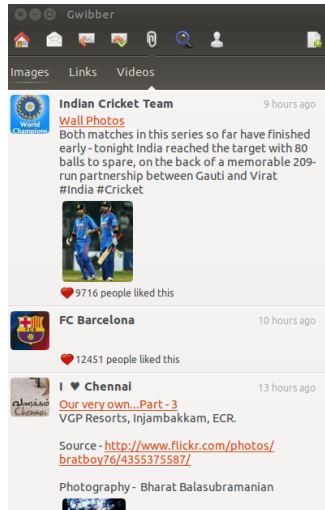 Gwibber
Images Links Videos
Indian Cricket Team 9 hours ago
World
Champions
Wall Photos
Both matches in this series so far have finished
early - tonight India reached the target with 80
balls to spare, on the back of a memorable 209-
run partnership between Gauti and Virat
#India #Cricket
9716 people liked this
FC Barcelona 10 hours ago
12451 people liked this
I ♥ Chennai 13 hours ago
Chennai
Our very own...Part - 3
VGP Resorts, Injambakkam, ECR.
Source - http://www.flickr.com/photos/
bratboy76/4355375587/
Photography - Bharat Balasubramanian